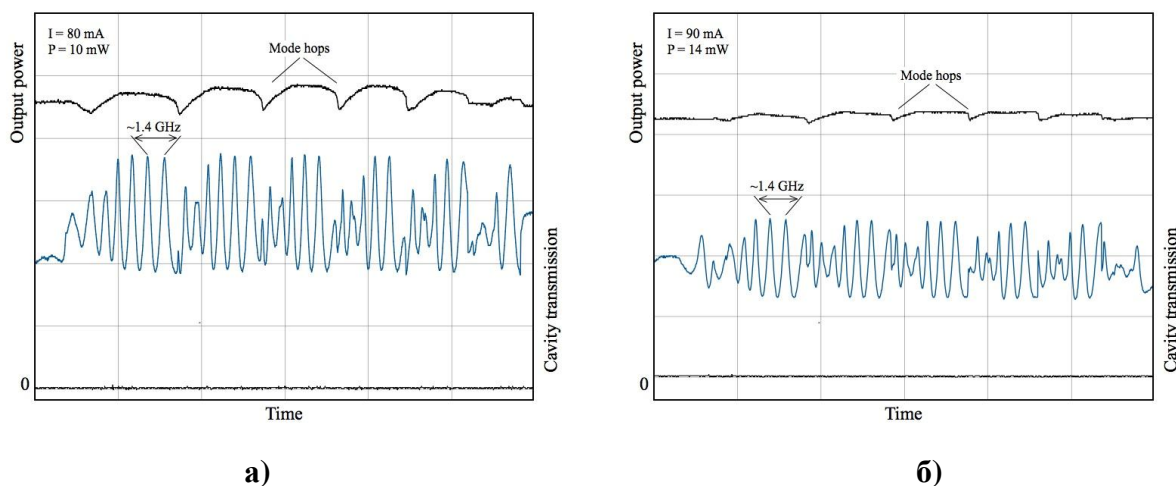 I = 80 mA
P = 10 mW
Mode hops
~1.4 GHz
Output power
Cavity transmission
0
Time
а)
I = 90 mA
P = 14 mW
Mode hops
~1.4 GHz
Output power
Cavity transmission
0
Time
б)